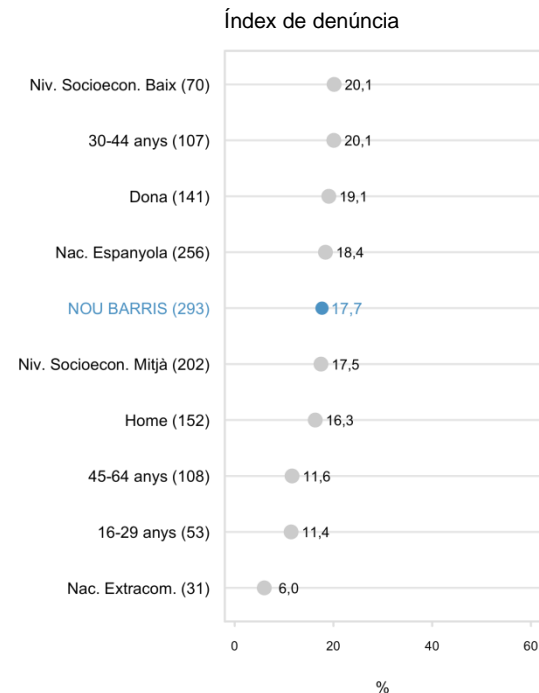 Índex de denúncia
Niv. Socioecon. Baix (70) 20,1
30-44 anys (107) 20,1
Dona (141) 19,1
Nac. Espanyola (256) 18,4
NOU BARRIS (293) 17,7
Niv. Socioecon. Mitjà (202) 17,5
Home (152) 16,3
45-64 anys (108) 11,6
16-29 anys (53) 11,4
Nac. Extracom. (31) 6,0
0 20 40 60
%